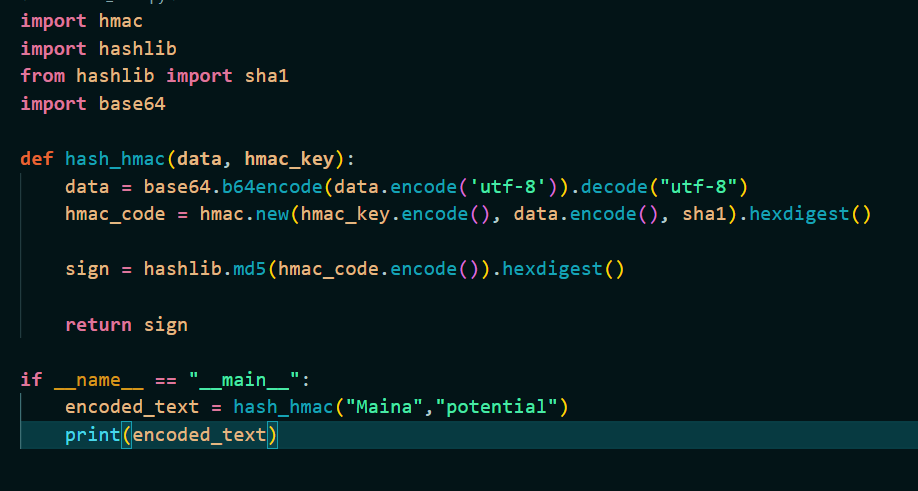 import hmac
import hashlib
from hashlib import sha1
import base64
def hash_hmac(data, hmac_key):
data = base64.b64encode(data.encode('utf-8')).decode("utf-8")
hmac_code = hmac.new(hmac_key.encode(), data.encode(), sha1).hexdigest()
sign = hashlib.md5(hmac_code.encode()).hexdigest()
return sign
if __name__ == "__main__":
encoded_text = hash_hmac("Maina","potential")
print(encoded_text)